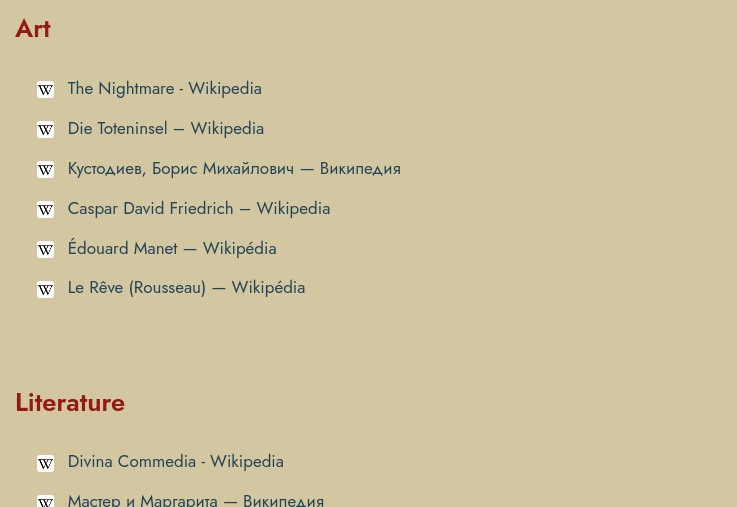 Art
The Nightmare - Wikipedia
Die Toteninsel – Wikipedia
Кустодиев, Борис Михайлович — Википедия
Caspar David Friedrich – Wikipedia
Édouard Manet — Wikipédia
Le Rêve (Rousseau) — Wikipédia
Literature
Divina Commedia - Wikipedia
Мастер и Маргарита — Википедия